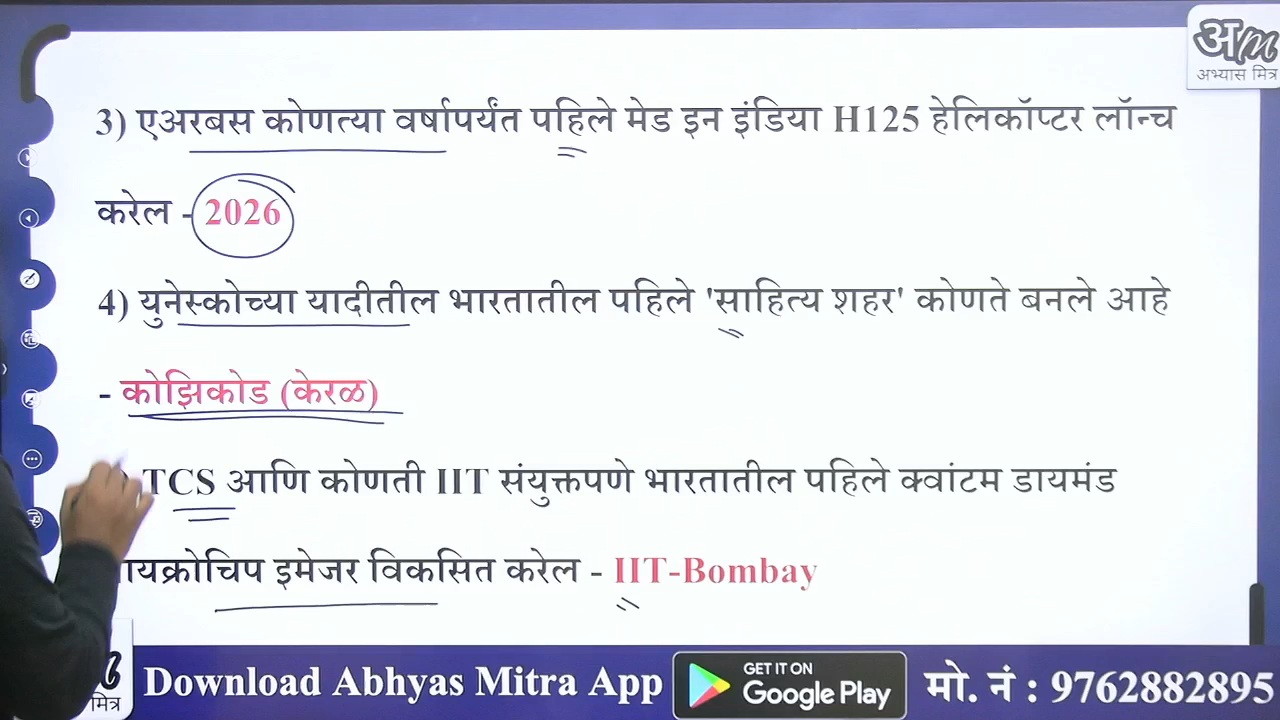 अm
अभ्यास मित्र
3) एअरबस कोणत्या वर्षापर्यंत पहिले मेड इन इंडिया H125 हेलिकॉप्टर लॉन्च
करेल - 2026
4) युनेस्कोच्या यादीतील भारतातील पहिले 'साहित्य शहर' कोणते बनले आहे
- कोझिकोड (केरळ)
TCS आणि कोणती IIT संयुक्तपणे भारतातील पहिले क्वांटम डायमंड
इमेजर विकसित करेल - IIT-Bombay
मित्र
Download Abhyas Mitra App
GET IT ON
Google Play
मो. नं : 9762882895